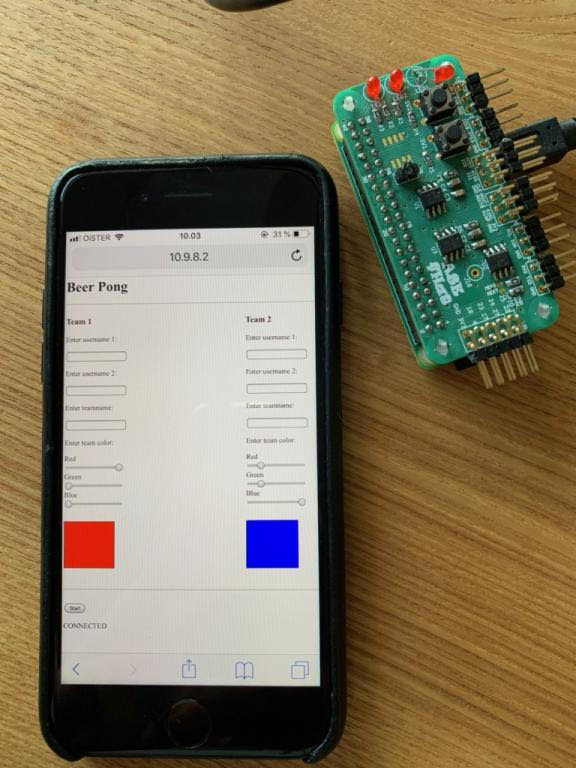 OISTER 10.03 31 %
10.9.8.2
Beer Pong
Team 1
Enter username 1:
Enter username 2:
Enter teamname:
Enter team color:
Red
Green
Blue
Team 2
Enter username 1:
Enter username 2:
Enter teamname:
Enter team color:
Red
Green
Blue
Start
CONNECTED
GND